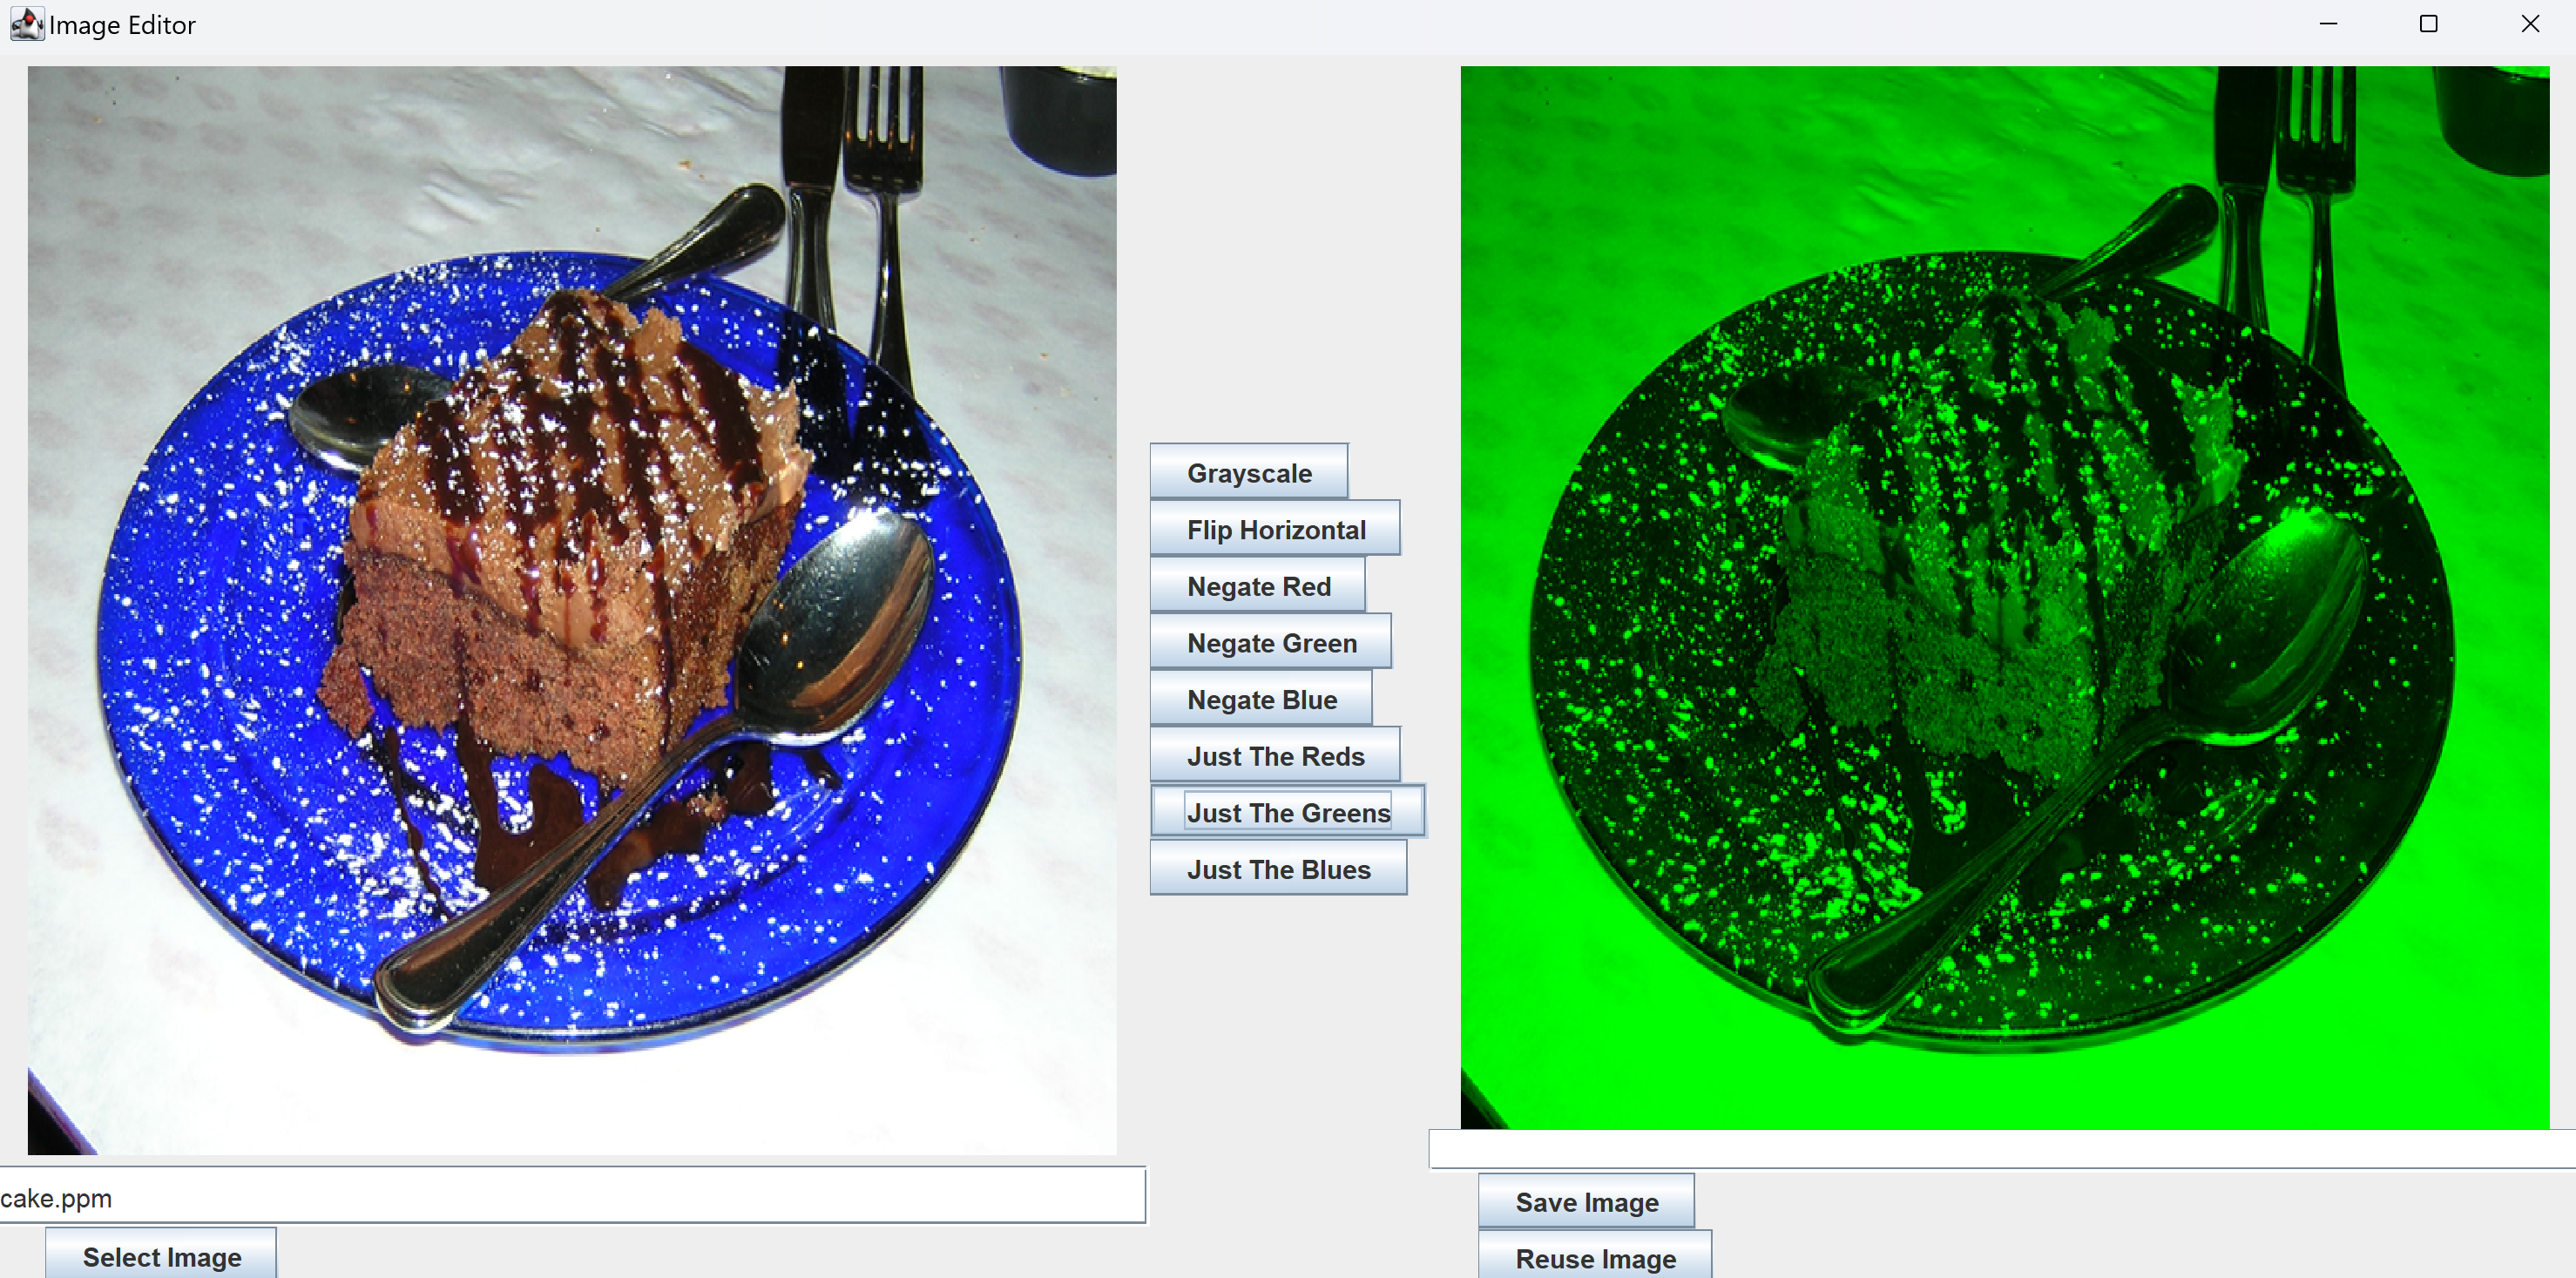 Image Editor
Grayscale
Flip Horizontal
Negate Red
Negate Green
Negate Blue
Just The Reds
Just The Greens
Just The Blues
cake.ppm
Select Image
Save Image
Reuse Image